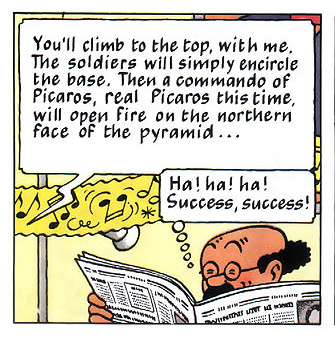 You'll climb to the top, with me.
The soldiers will simply encircle
the base. Then a commando of
Picaros, real Picaros this time,
will open fire on the northern
face of the pyramid...
Ha! ha! ha!
Success, success!